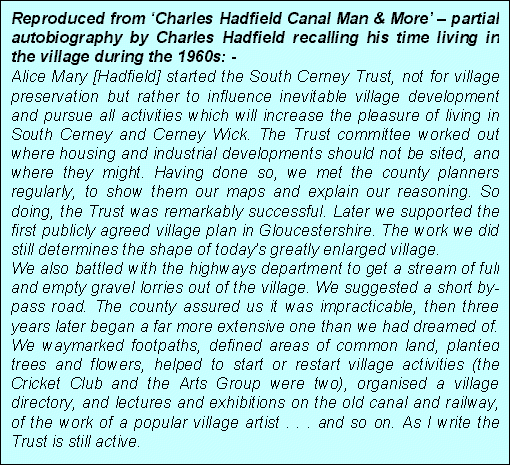 Reproduced from ‘Charles Hadfield Canal Man & More’ – partial
autobiography by Charles Hadfield recalling his time living in
the village during the 1960s: -
Alice Mary [Hadfield] started the South Cerney Trust, not for village
preservation but rather to influence inevitable village development
and pursue all activities which will increase the pleasure of living in
South Cerney and Cerney Wick. The Trust committee worked out
where housing and industrial developments should not be sited, and
where they might. Having done so, we met the county planners
regularly, to show them our maps and explain our reasoning. So
doing, the Trust was remarkably successful. Later we supported the
first publicly agreed village plan in Gloucestershire. The work we did
still determines the shape of today's greatly enlarged village.
We also battled with the highways department to get a stream of full
and empty gravel lorries out of the village. We suggested a short by-
pass road. The county assured us it was impracticable, then three
years later began a far more extensive one than we had dreamed of.
We waymarked footpaths, defined areas of common land, planted
trees and flowers, helped to start or restart village activities (the
Cricket Club and the Arts Group were two), organised a village
directory, and lectures and exhibitions on the old canal and railway,
of the work of a popular village artist . . . and so on. As I write the
Trust is still active.